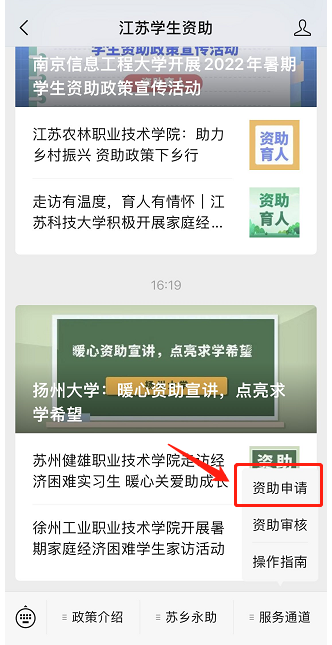 江苏学生资助
学生资助政策宣传活动
南京信息工程大学开展2022年暑期
学生资助政策宣传活动
江苏农林职业技术学院：助力
乡村振兴 资助政策下乡行
资助
育人
走访有温度，育人有情怀｜江
苏科技大学积极开展家庭经...
资助
育人
16:19
暖心资助宣讲，点亮求学希望
扬州大学：暖心资助宣讲，点亮求
学希望
苏州健雄职业技术学院走访经
济困难实习生 暖心关爱助成长
资助
徐州工业职业技术学院开展暑
期家庭经济困难学生家访活动
资助申请
资助审核
操作指南
政策介绍
苏乡永助
服务通道